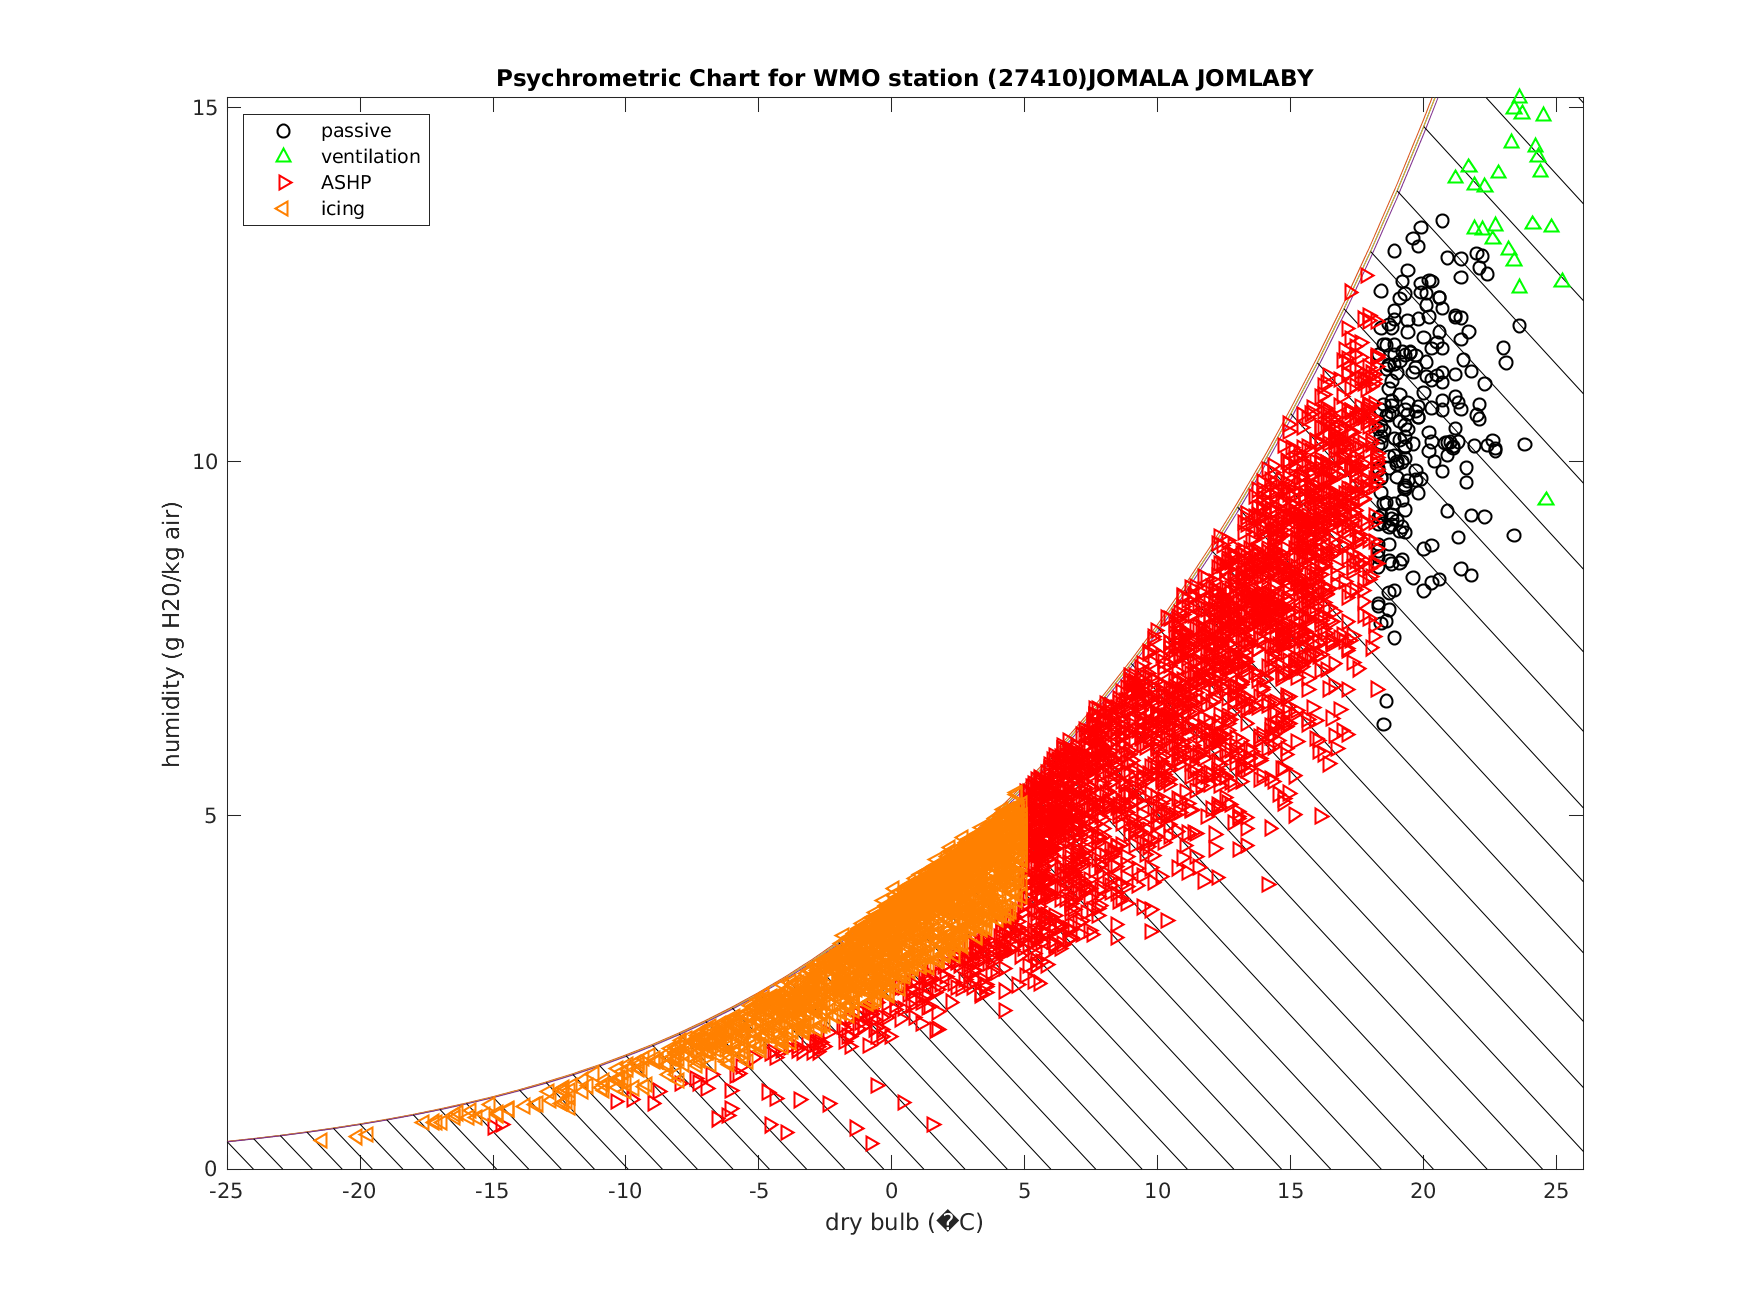 Psychrometric Chart for WMO station (27410)JOMALA JOMLABY
15
10
5
0
humidity (g H20/kg air)
passive
ventilation
ASHP
icing
-25 -20 -15 -10 -5 0 5 10 15 20 25
dry bulb (�C)